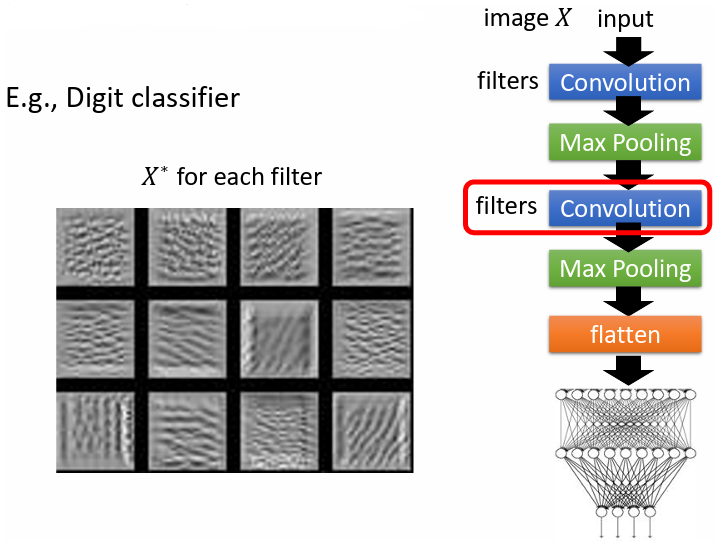 image X input
filters Convolution
E.g., Digit classifier
Max Pooling
X* for each filter
filters Convolution
Max Pooling
flatten